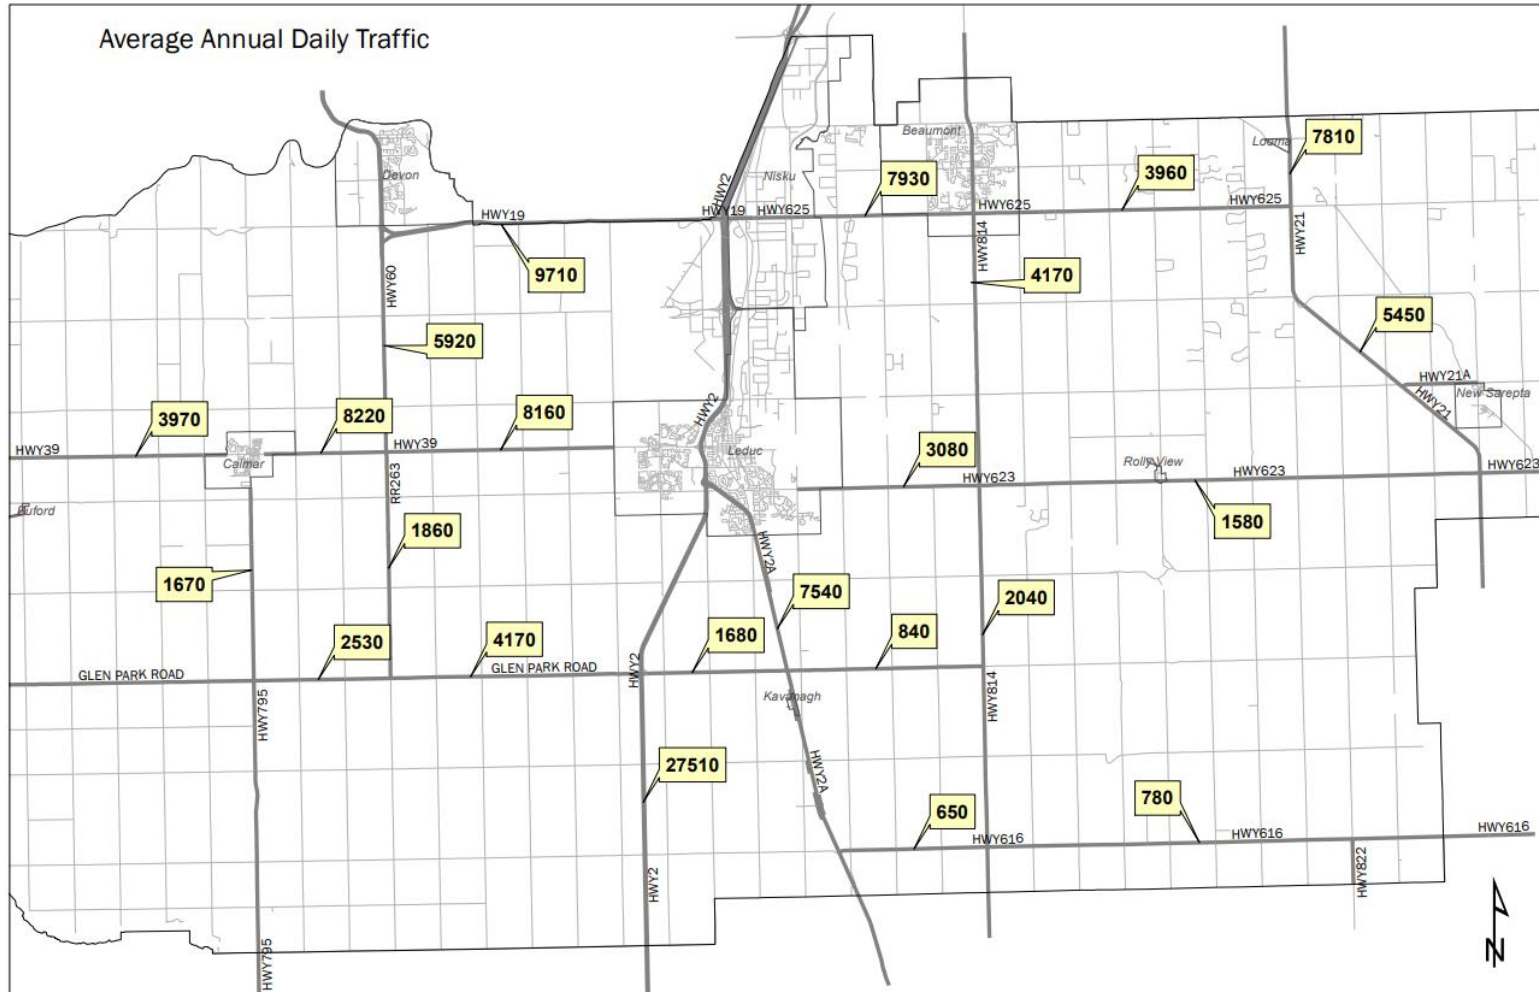 Average Annual Daily Traffic
HWY2
Nisku
Beaumont
Looma
7810
Devon
7930
3960
HWY19
HWY19
HWY625
HWY625
HWY625
HWY21
HWY814
9710
4170
HWY60
5920
5450
HWY21A
New Sarepta
HWY21
HWY2
3970
8220
8160
HWY39
HWY39
Calmar
Leduc
3080
Rolly View
HWY623
HWY623
HWY623
RR263
1860
1580
HWY2A
1670
7540
2040
2530
4170
1680
840
GLEN PARK ROAD
GLEN PARK ROAD
HWY2
Kavanagh
HWY814
HWY795
27510
HWY2A
780
650
HWY616
HWY616
HWY616
HWY2
HWY822
HWY795
N